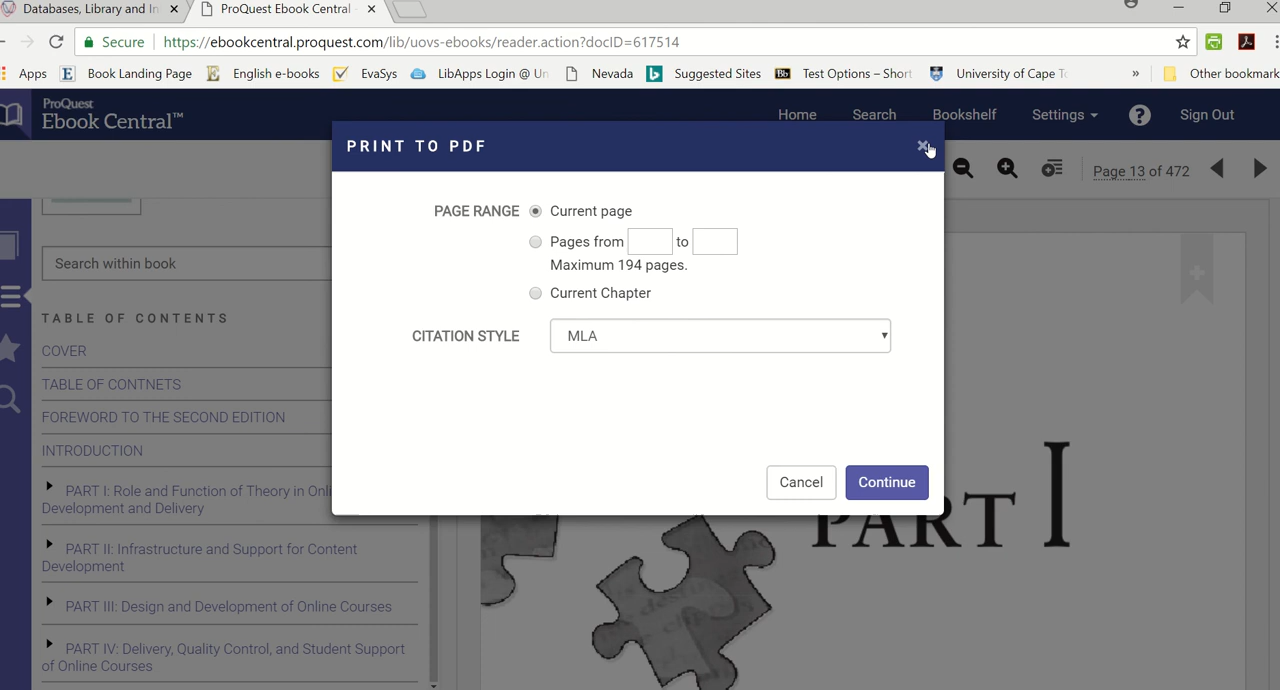 Databases, Library and In
ProQuest Ebook Central
Secure
https://ebookcentral.proquest.com/lib/uovs-ebooks/reader.action?docID=617514
Apps
Book Landing Page
English e-books
EvaSys
LibApps Login @ Un
Nevada
Suggested Sites
Bb
Test Options – Short
University of Cape To
»
Other bookmark
ProQuest
Ebook Central™
Home
Search
Bookshelf
Settings
?
Sign Out
PRINT TO PDF
Page 13 of 472
PAGE RANGE
Current page
Pages from
to
Maximum 194 pages.
Current Chapter
CITATION STYLE
MLA
Cancel
Continue
Search within book
TABLE OF CONTENTS
COVER
TABLE OF CONTNETS
FOREWORD TO THE SECOND EDITION
INTRODUCTION
PART I: Role and Function of Theory in Onli
Development and Delivery
PART II: Infrastructure and Support for Content
Development
PART III: Design and Development of Online Courses
PART IV: Delivery, Quality Control, and Student Support
of Online Courses
PART I